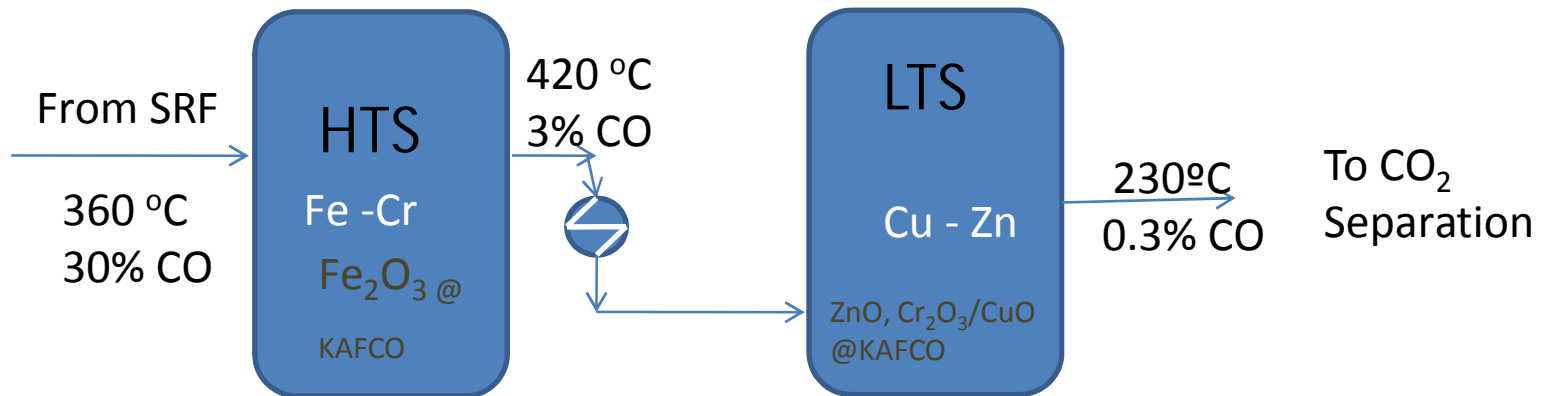 From SRF
360 ºC
30% CO
HTS
Fe -Cr
Fe₂O₃ @
KAFCO
420 ºC
3% CO
LTS
Cu - Zn
ZnO, Cr₂O₃/CuO
@KAFCO
230ºC
0.3% CO
To CO₂
Separation